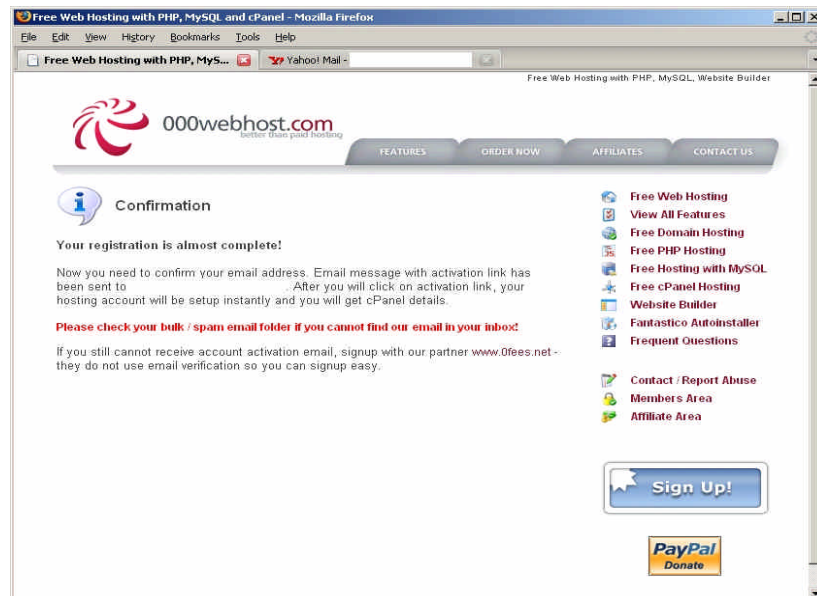 Free Web Hosting with PHP, MySQL and cPanel - Mozilla Firefox
File Edit View History Bookmarks Tools Help
Free Web Hosting with PHP, MyS... Yahoo! Mail -
Free Web Hosting with PHP, MySQL, Website Builder
000webhost.com
better than paid hosting
FEATURES ORDER NOW AFFILIATES CONTACT US
Confirmation
Your registration is almost complete!
Now you need to confirm your email address. Email message with activation link has
been sent to . After you will click on activation link, your
hosting account will be setup instantly and you will get cPanel details.
Please check your bulk / spam email folder if you cannot find our email in your inbox!
If you still cannot receive account activation email, signup with our partner www.0fees.net -
they do not use email verification so you can signup easy.
Free Web Hosting
View All Features
Free Domain Hosting
Free PHP Hosting
Free Hosting with MySQL
Free cPanel Hosting
Website Builder
Fantastico Autoinstaller
Frequent Questions
Contact / Report Abuse
Members Area
Affiliate Area
Sign Up!
PayPal
Donate